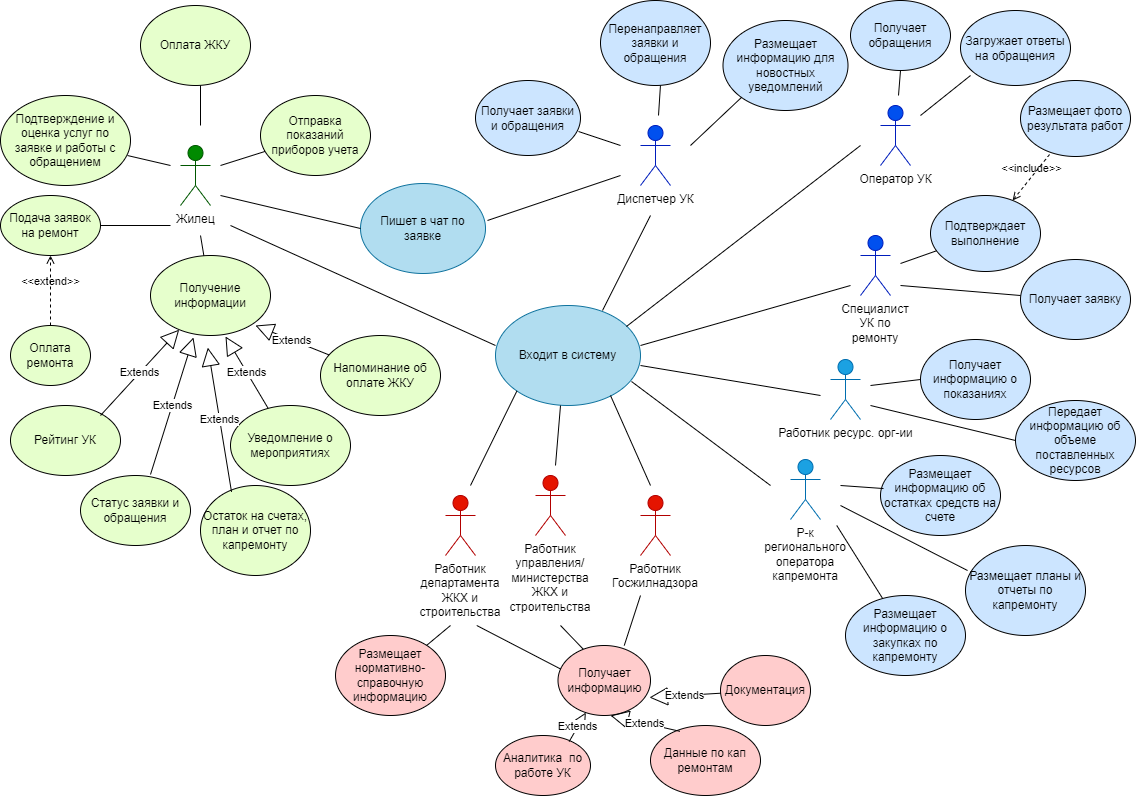 Оплата ЖКУ
Подтверждение и
оценка услуг по
заявке и работы с
обращением
Отправка
показаний
приборов учета
Жилец
Подача заявок
на ремонт
<<extend>>
Оплата
ремонта
Получение
информации
Extends
Рейтинг УК
Extends
Статус заявки и
обращения
Extends
Остаток на счетах,
план и отчет по
капремонту
Extends
Уведомление о
мероприятиях
Extends
Напоминание об
оплате ЖКУ
Пишет в чат по
заявке
Получает заявки
и обращения
Перенаправляет
заявки и
обращения
Размещает
информацию для
новостных
уведомлений
Диспетчер УК
Получает
обращения
Загружает ответы
на обращения
Оператор УК
Размещает фото
результата работ
<<include>>
Подтверждает
выполнение
Получает заявку
Специалист
УК по
ремонту
Входит в систему
Получает
информацию о
показаниях
Работник ресурс. орг-ии
Передает
информацию об
объеме
поставленных
ресурсов
Размещает
информацию об
остатках средств на
счете
Р-к
регионального
оператора
капремонта
Размещает планы и
отчеты по
капремонту
Размещает
информацию о
закупках по
капремонту
Работник
департамента
ЖКХ и
строительства
Работник
управления/
министерства
ЖКХ и
строительства
Работник
Госжилнадзора
Размещает
нормативно-
справочную
информацию
Получает
информацию
Extends
Документация
Extends
Данные по кап
ремонтам
Extends
Аналитика по
работе УК